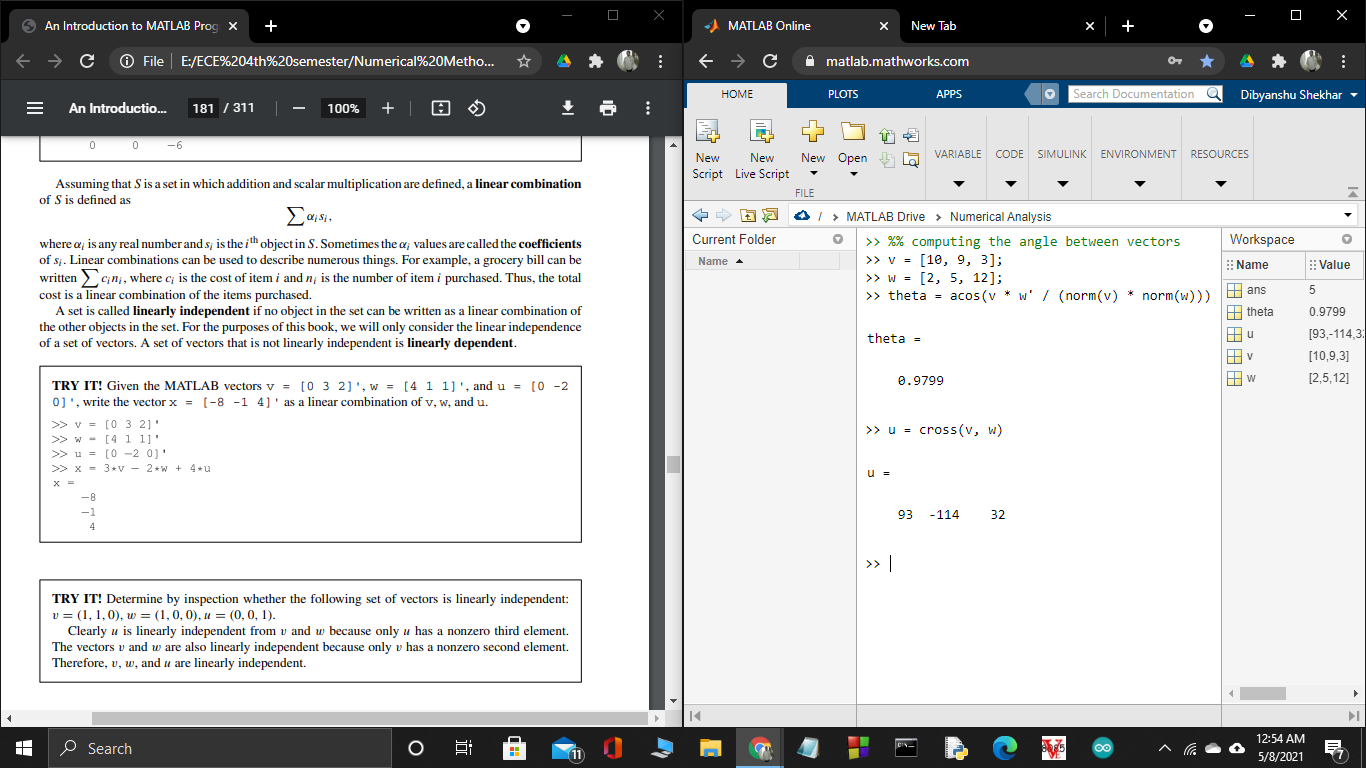 An Introduction to MATLAB Prog
File | E:/ECE%204th%20semester/Numerical%20Metho...
An Introductio... 181 / 311 100%
0 0 −6
Assuming that S is a set in which addition and scalar multiplication are defined, a linear combination
of S is defined as
∑ αᵢsᵢ,
where αᵢ is any real number and sᵢ is the iᵗʰ object in S. Sometimes the αᵢ values are called the coefficients
of sᵢ. Linear combinations can be used to describe numerous things. For example, a grocery bill can be
written ∑ cᵢnᵢ, where cᵢ is the cost of item i and nᵢ is the number of item i purchased. Thus, the total
cost is a linear combination of the items purchased.
A set is called linearly independent if no object in the set can be written as a linear combination of
the other objects in the set. For the purposes of this book, we will only consider the linear independence
of a set of vectors. A set of vectors that is not linearly independent is linearly dependent.
TRY IT! Given the MATLAB vectors v = [0 3 2]', w = [4 1 1]', and u = [0 -2
0]', write the vector x = [-8 -1 4]' as a linear combination of v, w, and u.
>> v = [0 3 2]'
>> w = [4 1 1]'
>> u = [0 −2 0]'
>> x = 3*v − 2*w + 4*u
x =
−8
−1
4
TRY IT! Determine by inspection whether the following set of vectors is linearly independent:
v = (1, 1, 0), w = (1, 0, 0), u = (0, 0, 1).
Clearly u is linearly independent from v and w because only u has a nonzero third element.
The vectors v and w are also linearly independent because only v has a nonzero second element.
Therefore, v, w, and u are linearly independent.
MATLAB Online New Tab
matlab.mathworks.com
HOME PLOTS APPS Search Documentation Dibyanshu Shekhar
New Script New Live Script New Open VARIABLE CODE SIMULINK ENVIRONMENT RESOURCES
FILE
/ > MATLAB Drive > Numerical Analysis
Current Folder
Name
>> %% computing the angle between vectors
>> v = [10, 9, 3];
>> w = [2, 5, 12];
>> theta = acos(v * w' / (norm(v) * norm(w)))
theta =
0.9799
>> u = cross(v, w)
u =
93 -114 32
>>
Workspace
Name Value
ans 5
theta 0.9799
u [93,-114,3
v [10,9,3]
w [2,5,12]
Search
11
12:54 AM
5/8/2021
7